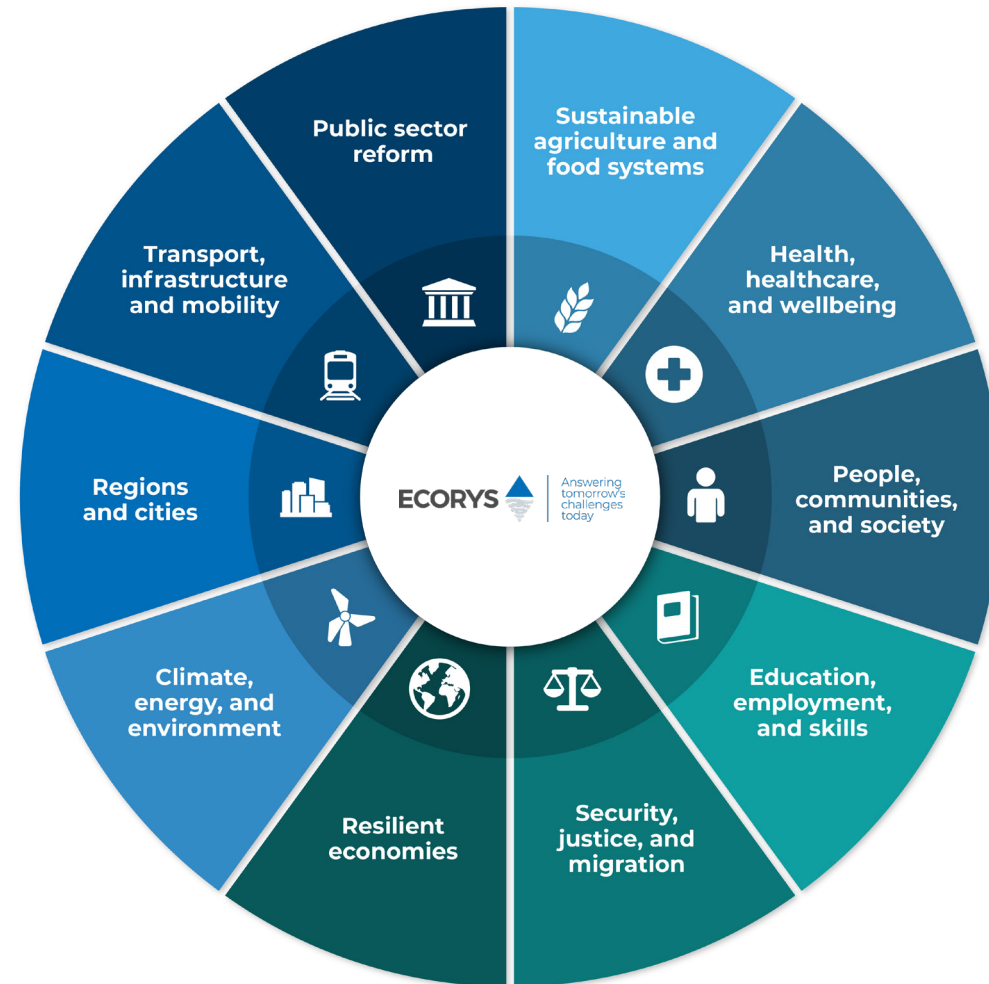 Public sector
reform
Sustainable
agriculture and
food systems
Health,
healthcare,
and wellbeing
People,
communities,
and society
Education,
employment,
and skills
Security,
justice, and
migration
Resilient
economies
Climate,
energy, and
environment
Regions
and cities
Transport,
infrastructure
and mobility
ECORYS
Answering
tomorrow's
challenges
today